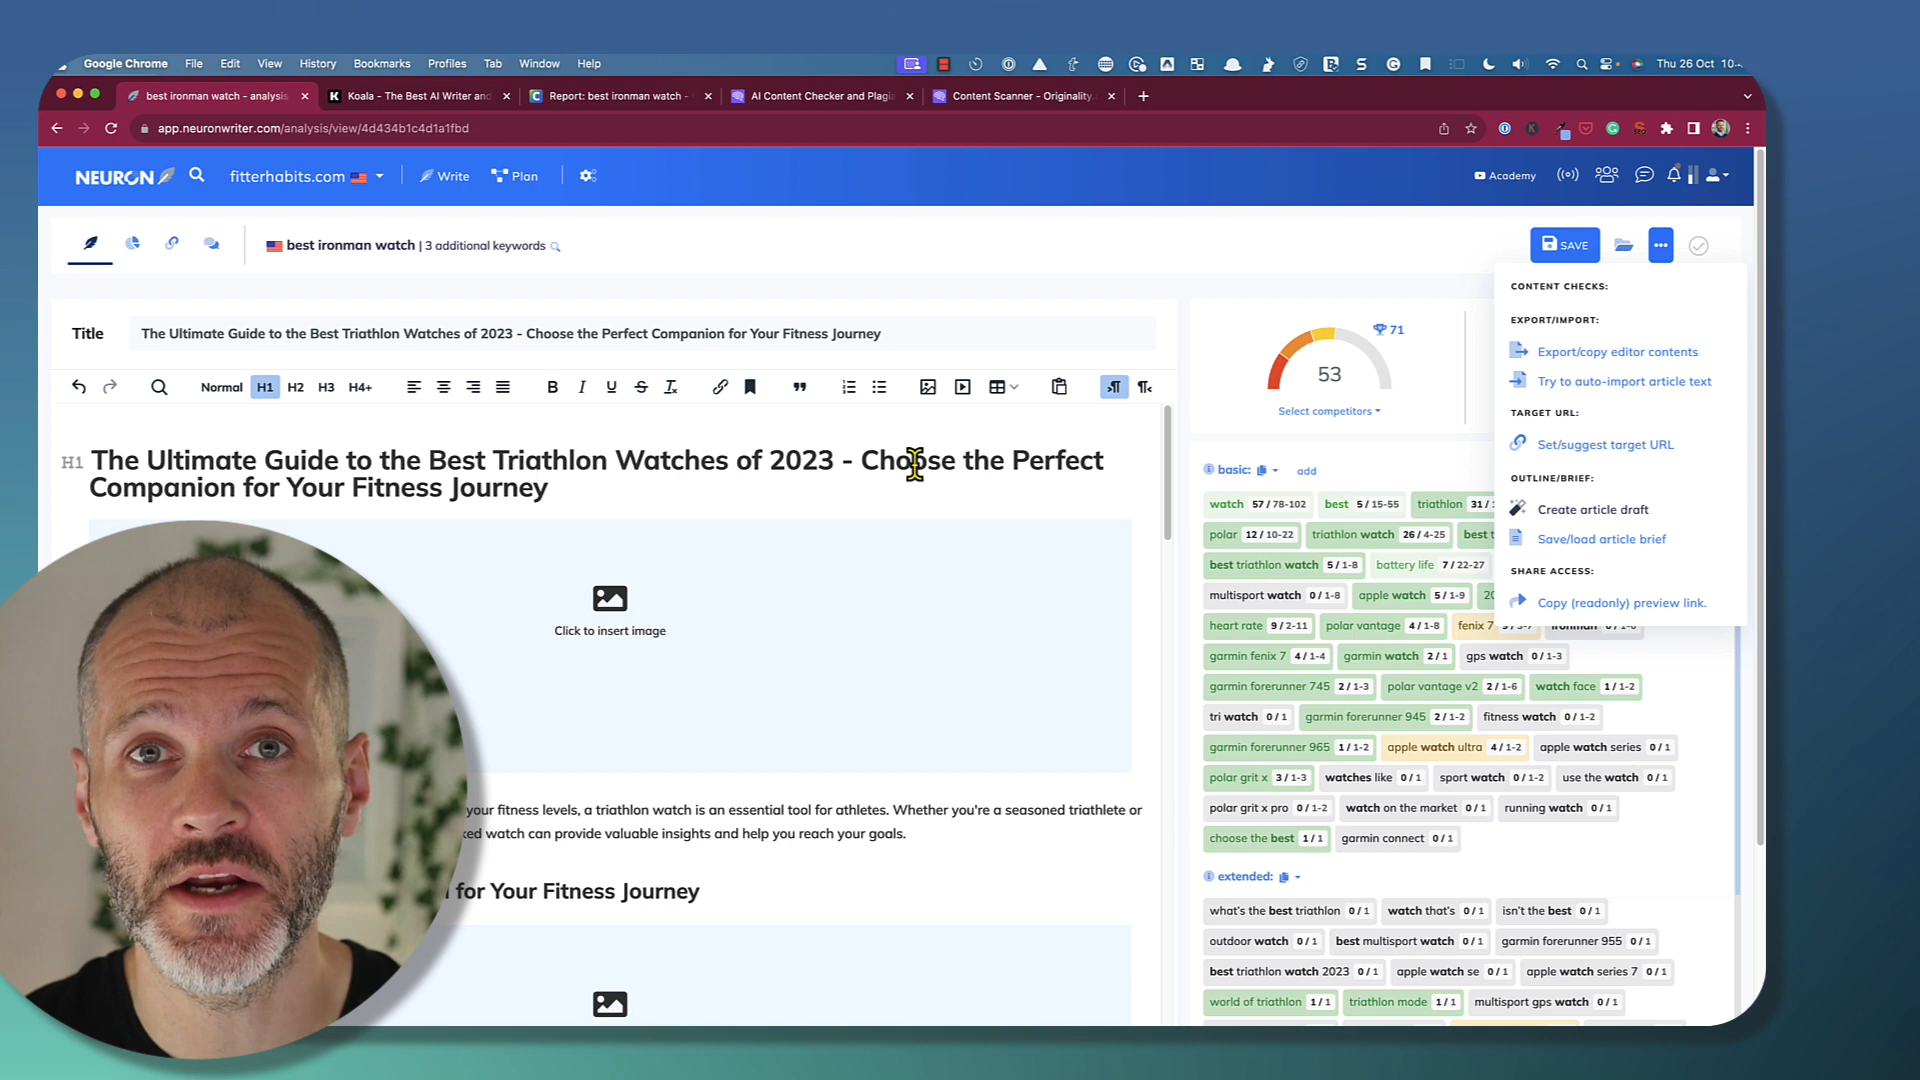 Google Chrome File Edit View History Bookmarks Profiles Tab Window Help Thu 26 Oct
best ironman watch - analysis
Koala - The Best AI Writer and
Report: best ironman watch -
AI Content Checker and Plagia
Content Scanner - Originality.
app.neuronwriter.com/analysis/view/4d434b1c4d1a1fbd
NEURON fitterhabits.com Write Plan Academy
best ironman watch | 3 additional keywords SAVE
Title The Ultimate Guide to the Best Triathlon Watches of 2023 - Choose the Perfect Companion for Your Fitness Journey
Normal H1 H2 H3 H4+
H1 The Ultimate Guide to the Best Triathlon Watches of 2023 - Choose the Perfect
Companion for Your Fitness Journey
Click to insert image
your fitness levels, a triathlon watch is an essential tool for athletes. Whether you're a seasoned triathlete or
watch can provide valuable insights and help you reach your goals.
for Your Fitness Journey
71
53
Select competitors
CONTENT CHECKS:
EXPORT/IMPORT:
Export/copy editor contents
Try to auto-import article text
TARGET URL:
Set/suggest target URL
OUTLINE/BRIEF:
Create article draft
Save/load article brief
SHARE ACCESS:
Copy (readonly) preview link.
basic: add
watch 57 / 78-102 best 5 / 15-55 triathlon 31 /
polar 12 / 10-22 triathlon watch 26 / 4-25 best
best triathlon watch 5 / 1-8 battery life 7 / 22-27
multisport watch 0 / 1-8 apple watch 5 / 1-9
heart rate 9 / 2-11 polar vantage 4 / 1-8 fenix 7 ironman
garmin fenix 7 4 / 1-4 garmin watch 2 / 1 gps watch 0 / 1-3
garmin forerunner 745 2 / 1-3 polar vantage v2 2 / 1-6 watch face 1 / 1-2
tri watch 0 / 1 garmin forerunner 945 2 / 1-2 fitness watch 0 / 1-2
garmin forerunner 965 1 / 1-2 apple watch ultra 4 / 1-2 apple watch series 0 / 1
polar grit x 3 / 1-3 watches like 0 / 1 sport watch 0 / 1-2 use the watch 0 / 1
polar grit x pro 0 / 1-2 watch on the market 0 / 1 running watch 0 / 1
choose the best 1 / 1 garmin connect 0 / 1
extended:
what's the best triathlon 0 / 1 watch that's 0 / 1 isn't the best 0 / 1
outdoor watch 0 / 1 best multisport watch 0 / 1 garmin forerunner 955 0 / 1
best triathlon watch 2023 0 / 1 apple watch se 0 / 1 apple watch series 7 0 / 1
world of triathlon 1 / 1 triathlon mode 1 / 1 multisport gps watch 0 / 1